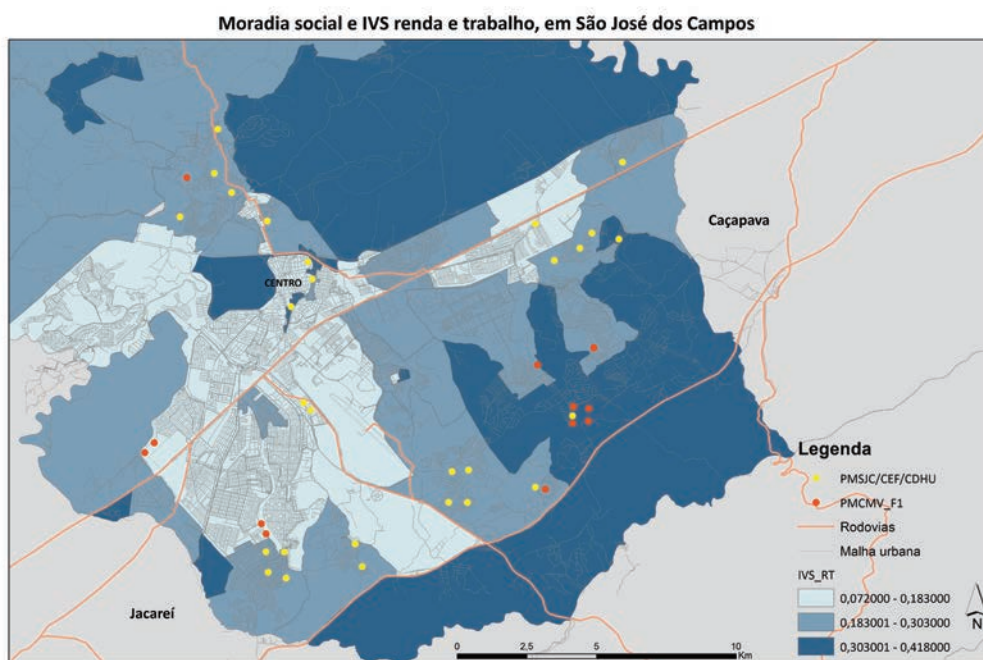 Moradia social e IVS renda e trabalho, em São José dos Campos
Caçapava
CENTRO
Jacareí
Legenda
PMSJC/CEF/CDHU
PMCMV_F1
Rodovias
Malha urbana
IVS_RT
0,072000 - 0,183000
0,183001 - 0,303000
0,303001 - 0,418000
N
0 2,5 5 10
Km